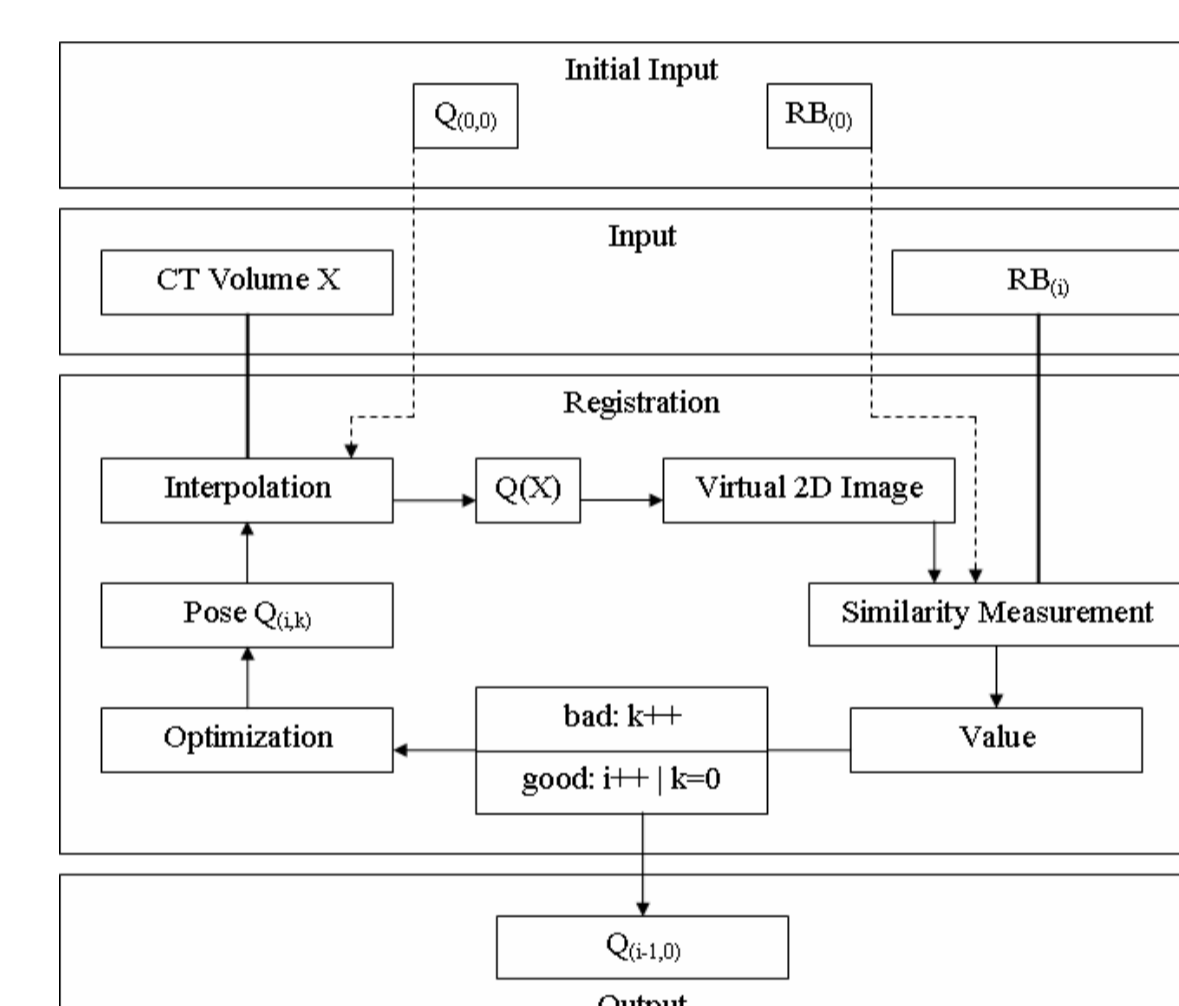 Initial Input
Q(0,0)
RB(0)
Input
CT Volume X
RB(i)
Registration
Interpolation
Q(X)
Virtual 2D Image
Pose Q(i,k)
Similarity Measurement
Optimization
bad: k++
good: i++ | k=0
Value
Q(i-1,0)
Output